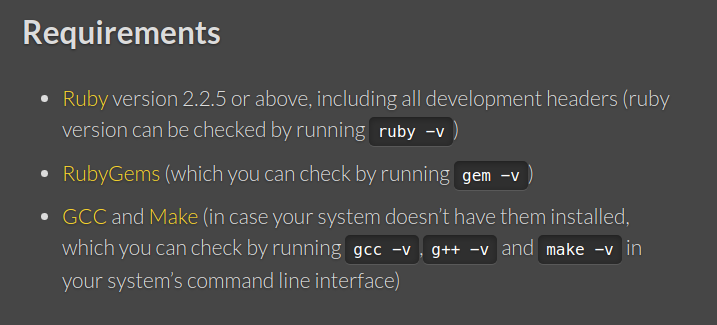 Requirements
• Ruby version 2.2.5 or above, including all development headers (ruby
version can be checked by running ruby -v)
• RubyGems (which you can check by running gem -v)
• GCC and Make (in case your system doesn’t have them installed,
which you can check by running gcc -v, g++ -v and make -v in
your system’s command line interface)